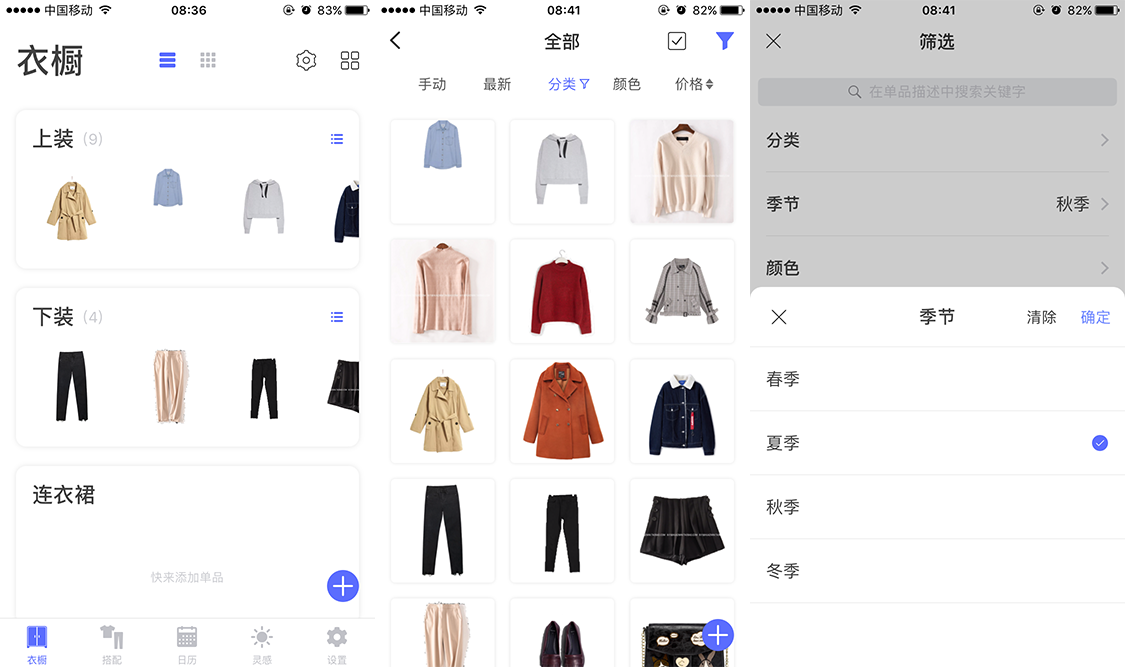 中国移动 08:36 83%
衣橱
上装 (9)
下装 (4)
连衣裙
快来添加单品
衣橱 搭配 日历 灵感 设置
中国移动 08:41 82%
全部
手动 最新 分类 颜色 价格
中国移动 08:41 82%
筛选
在单品描述中搜索关键字
分类
季节 秋季
颜色
季节 清除 确定
春季
夏季
秋季
冬季